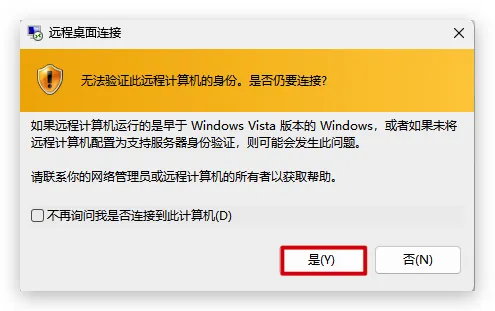 远程桌面连接
无法验证此远程计算机的身份。是否仍要连接?
如果远程计算机运行的是早于 Windows Vista 版本的 Windows，或者如果未将
远程计算机配置为支持服务器身份验证，则可能会发生此问题。
请联系你的网络管理员或远程计算机的所有者以获取帮助。
不再询问我是否连接到此计算机(D)
是(Y)
否(N)